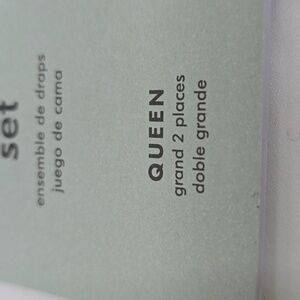 set
ensemble de draps
juego de cama
QUEEN
grand 2 places
doble grande